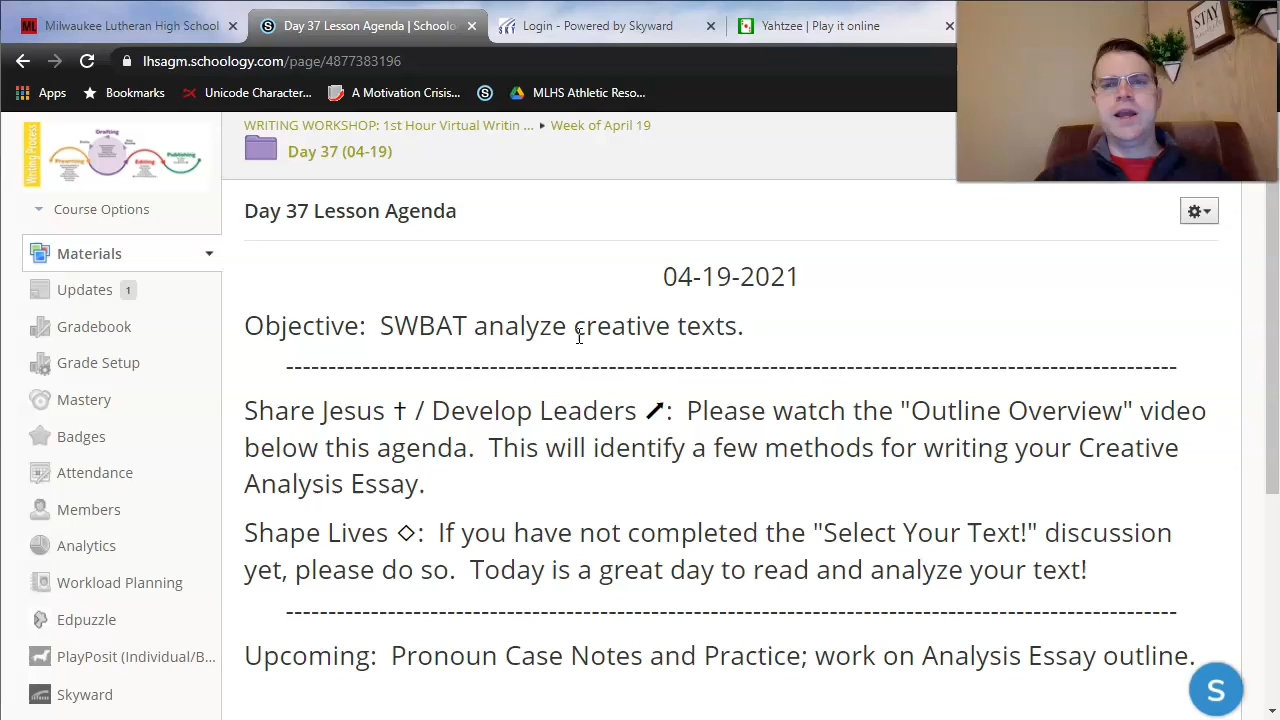 Milwaukee Lutheran High School
Day 37 Lesson Agenda | Schoolo
Login - Powered by Skyward
Yahtzee | Play it online
lhsagm.schoology.com/page/4877383196
Apps
Bookmarks
Unicode Character...
A Motivation Crisis...
MLHS Athletic Reso...
STAY
Writing Process
Drafting
Prewriting
Editing
Publishing
WRITING WORKSHOP: 1st Hour Virtual Writin ... Week of April 19
Day 37 (04-19)
Course Options
Materials
Updates 1
Gradebook
Grade Setup
Mastery
Badges
Attendance
Members
Analytics
Workload Planning
Edpuzzle
PlayPosit (Individual/B...
Skyward
Day 37 Lesson Agenda
04-19-2021
Objective: SWBAT analyze creative texts.
Share Jesus † / Develop Leaders ➚: Please watch the "Outline Overview" video
below this agenda. This will identify a few methods for writing your Creative
Analysis Essay.
Shape Lives ◇: If you have not completed the "Select Your Text!" discussion
yet, please do so. Today is a great day to read and analyze your text!
Upcoming: Pronoun Case Notes and Practice; work on Analysis Essay outline.
S